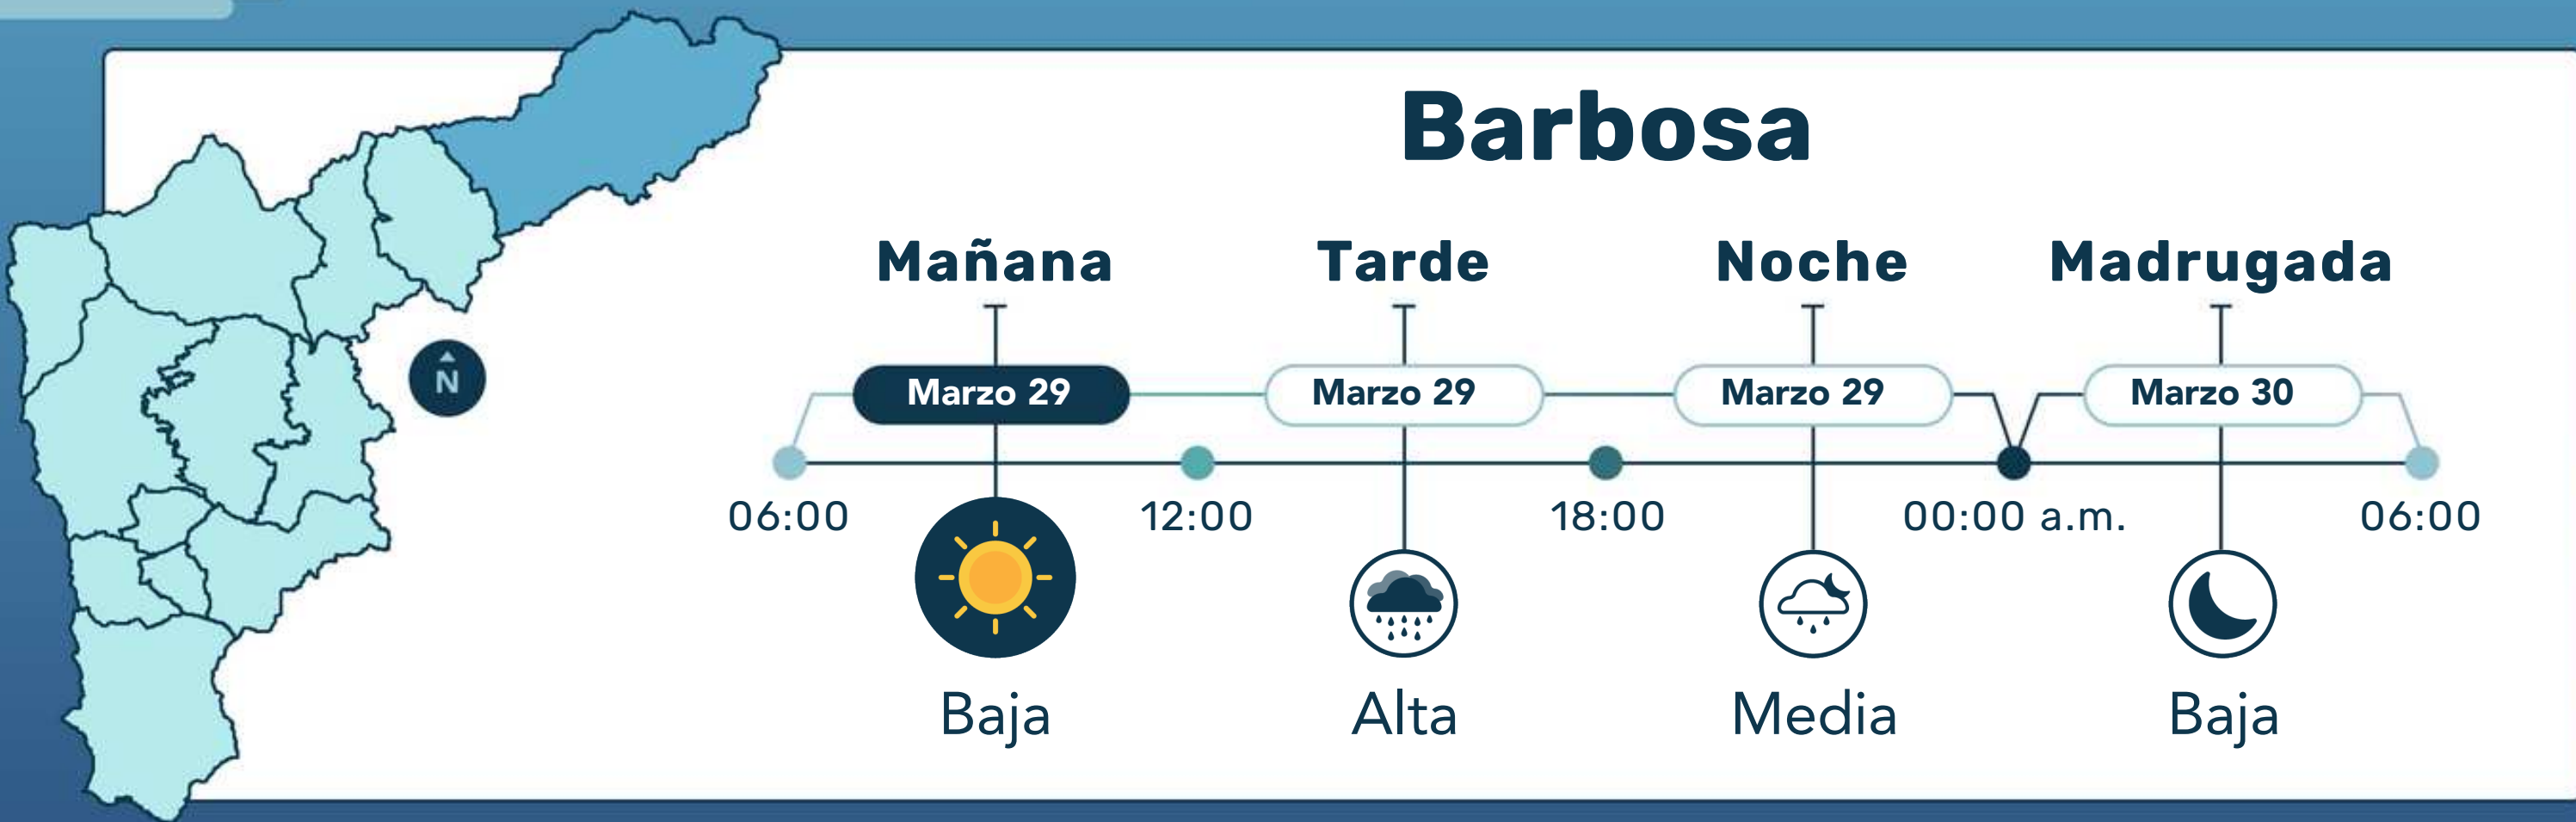 Barbosa
Mañana Tarde Noche Madrugada
N
Marzo 29 Marzo 29 Marzo 29 Marzo 30
06:00 12:00 18:00 00:00 a.m. 06:00
Baja Alta Media Baja